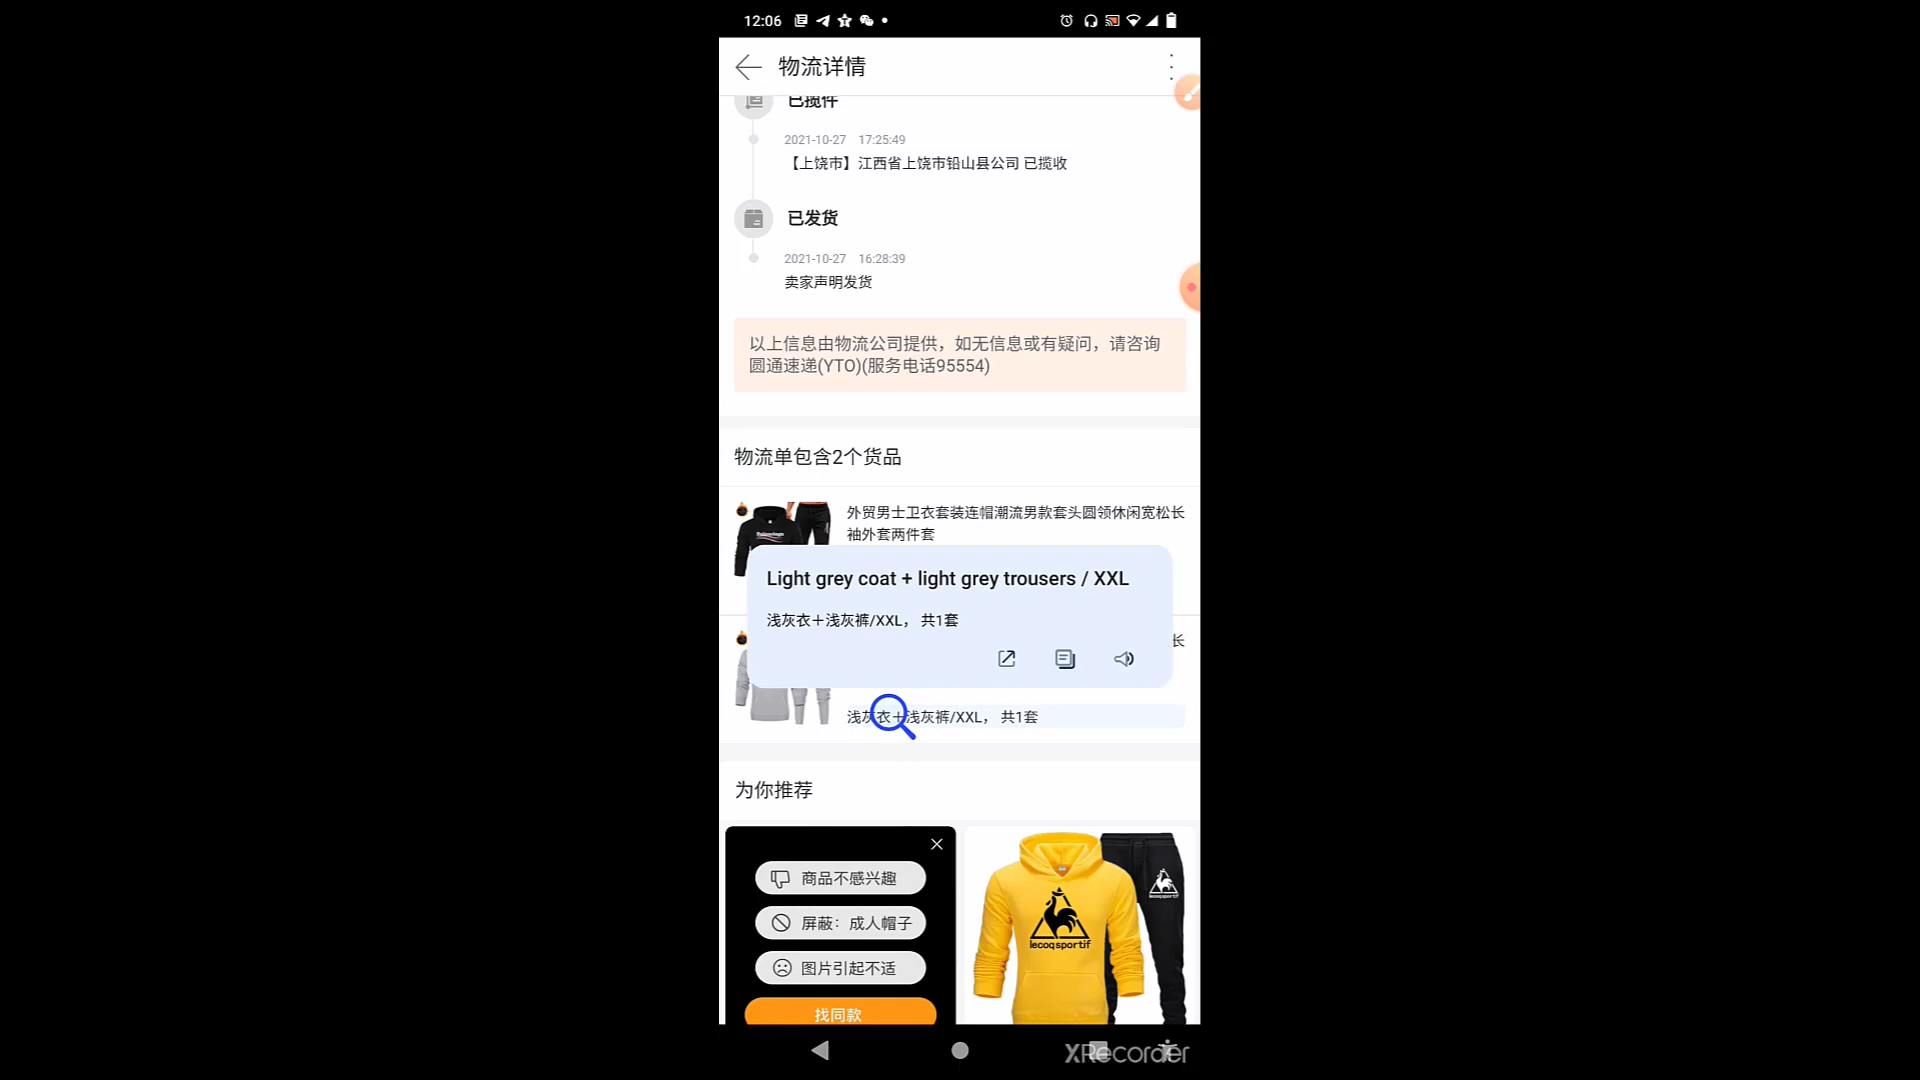 12:06
物流详情
已揽件
2021-10-27 17:25:49
【上饶市】江西省上饶市铅山县公司 已揽收
已发货
2021-10-27 16:28:39
卖家声明发货
以上信息由物流公司提供，如无信息或有疑问，请咨询
圆通速递(YTO)(服务电话95554)
物流单包含2个货品
外贸男士卫衣套装连帽潮流男款套头圆领休闲宽松长
袖外套两件套
Light grey coat + light grey trousers / XXL
浅灰衣＋浅灰裤/XXL， 共1套
长
浅灰衣＋浅灰裤/XXL， 共1套
为你推荐
商品不感兴趣
屏蔽：成人帽子
图片引起不适
找同款
lecoqsportif
lecoqsportif
XRecorder